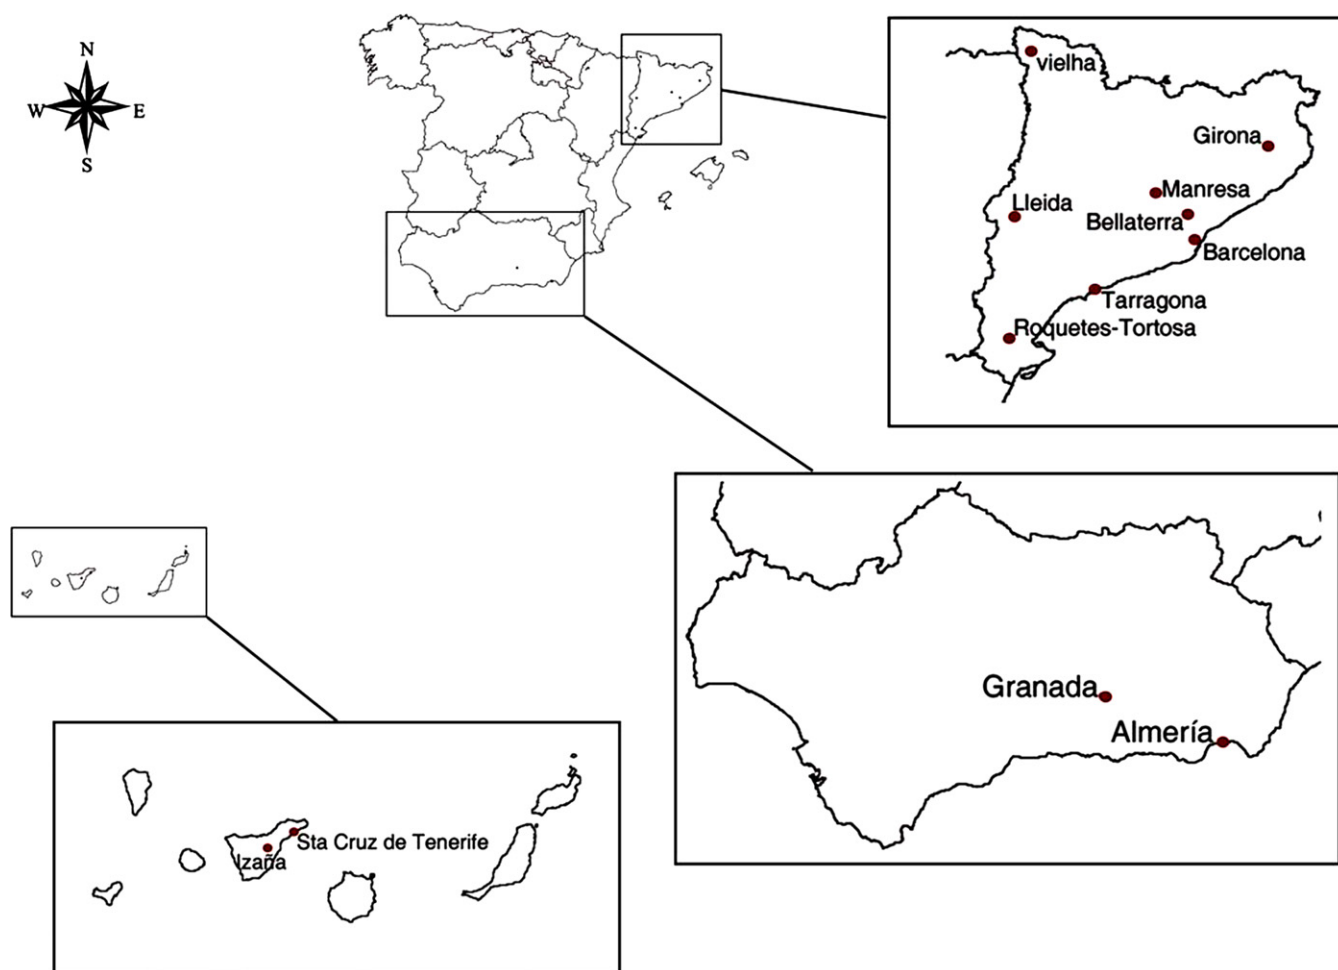 N
W
E
S
vielha
Girona
Manresa
Lleida
Bellaterra
Barcelona
Tarragona
Roquetes-Tortosa
Granada
Almería
Sta Cruz de Tenerife
Izaña